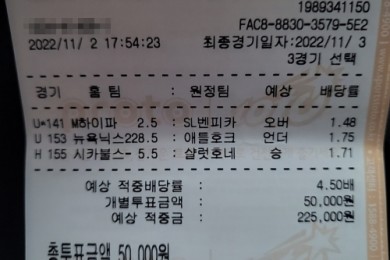 1989341150
FAC8-8830-3579-5E2
2022/11/ 2 17:54:23 최종경기일자:2022/11/ 3
3경기 선택
경기 홈 팀 : 원정팀 예상 배당률
U*141 M하이파 2.5 : SL벤피카 오버 1.48
U 153 뉴욕닉스228.5 : 애틀호크 언더 1.75
H 155 시카불스- 5.5 : 샬럿호네 승 1.71
예상 적중배당률 : 4.50배
개별투표금액 : 50,000원
예상 적중금 : 225,000원
총투표금액 50,000원